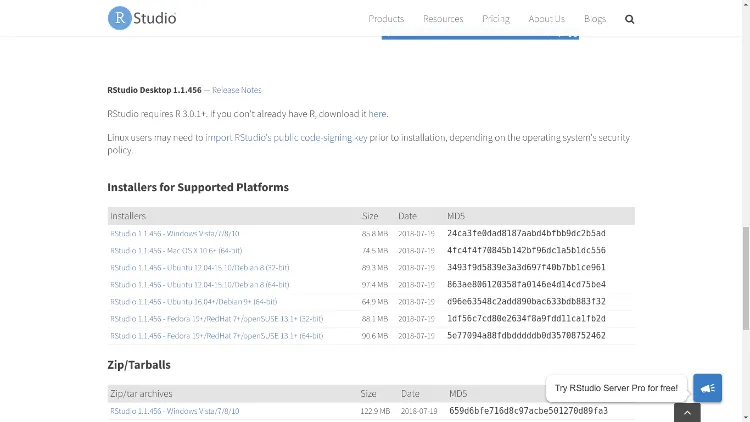 R Studio
Products Resources Pricing About Us Blogs
RStudio Desktop 1.1.456 — Release Notes
RStudio requires R 3.0.1+. If you don't already have R, download it here.
Linux users may need to import RStudio's public code-signing key prior to installation, depending on the operating system's security
policy.
Installers for Supported Platforms
Installers Size Date MD5
RStudio 1.1.456 - Windows Vista/7/8/10 85.8 MB 2018-07-19 24ca3fe0dad8187aabd4bfbb9dc2b5ad
RStudio 1.1.456 - Mac OS X 10.6+ (64-bit) 74.5 MB 2018-07-19 4fc4f4f70845b142bf96dc1a5b1dc556
RStudio 1.1.456 - Ubuntu 12.04-15.10/Debian 8 (32-bit) 89.3 MB 2018-07-19 3493f9d5839e3a3d697f40b7bb1ce961
RStudio 1.1.456 - Ubuntu 12.04-15.10/Debian 8 (64-bit) 97.4 MB 2018-07-19 863ae806120358fa0146e4d14cd75be4
RStudio 1.1.456 - Ubuntu 16.04+/Debian 9+ (64-bit) 64.9 MB 2018-07-19 d96e63548c2add890bac633bdb883f32
RStudio 1.1.456 - Fedora 19+/RedHat 7+/openSUSE 13.1+ (32-bit) 88.1 MB 2018-07-19 1df56c7cd80e2634f8a9fdd11ca1fb2d
RStudio 1.1.456 - Fedora 19+/RedHat 7+/openSUSE 13.1+ (64-bit) 90.6 MB 2018-07-19 5e77094a88fdbdddddb0d35708752462
Zip/Tarballs
Zip/tar archives Size Date MD5
RStudio 1.1.456 - Windows Vista/7/8/10 122.9 MB 2018-07-19 659d6bfe716d8c97acbe501270d89fa3
Try RStudio Server Pro for free!